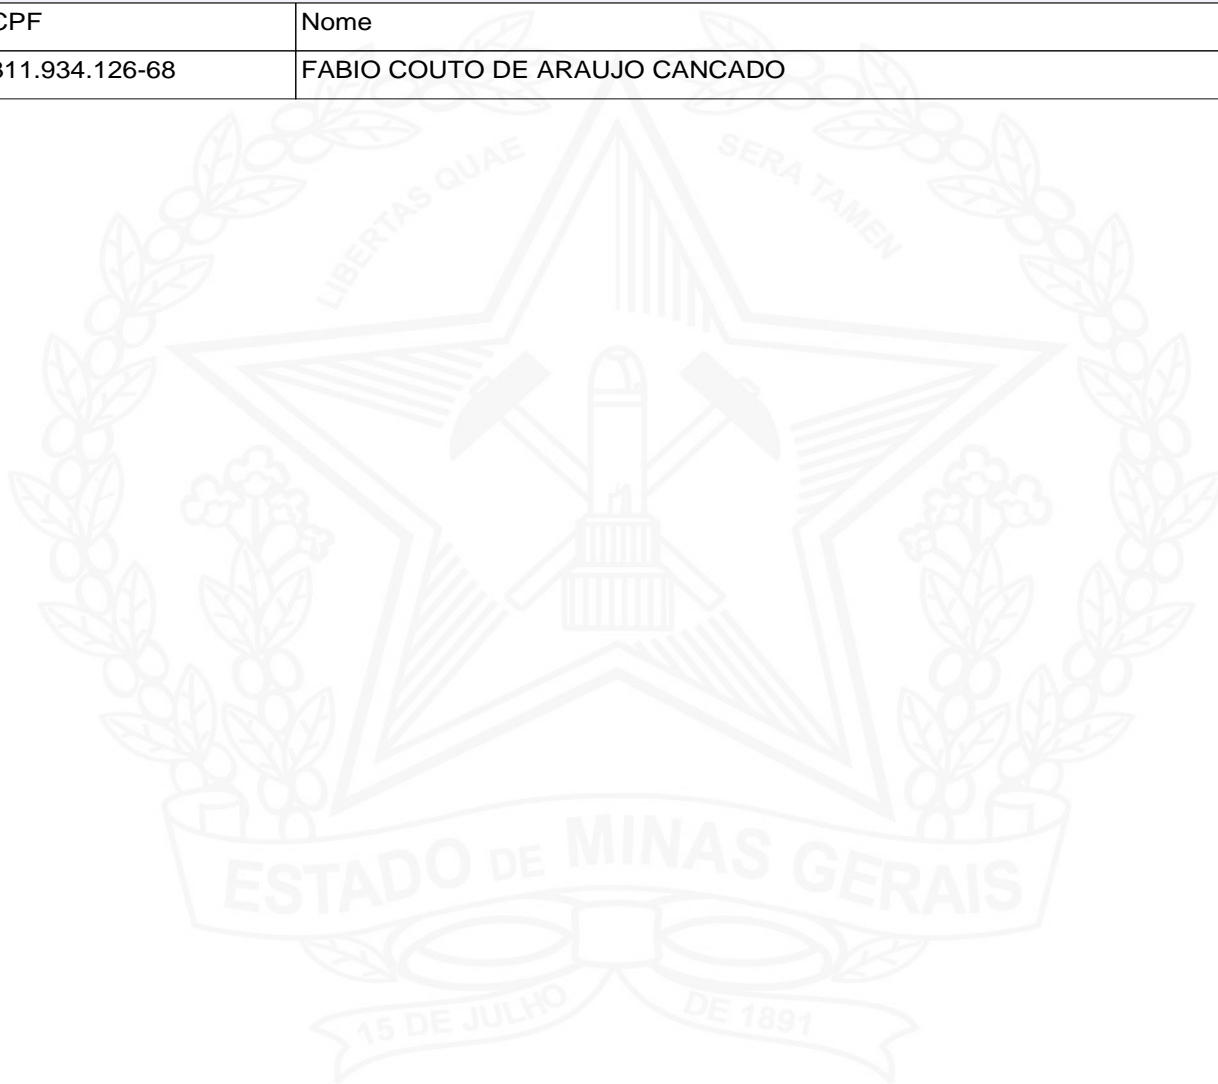 CPF Nome
811.934.126-68 FABIO COUTO DE ARAUJO CANCADO
LIBERTAS QUAE SERA TAMEN
ESTADO DE MINAS GERAIS
15 DE JULHO DE 1891